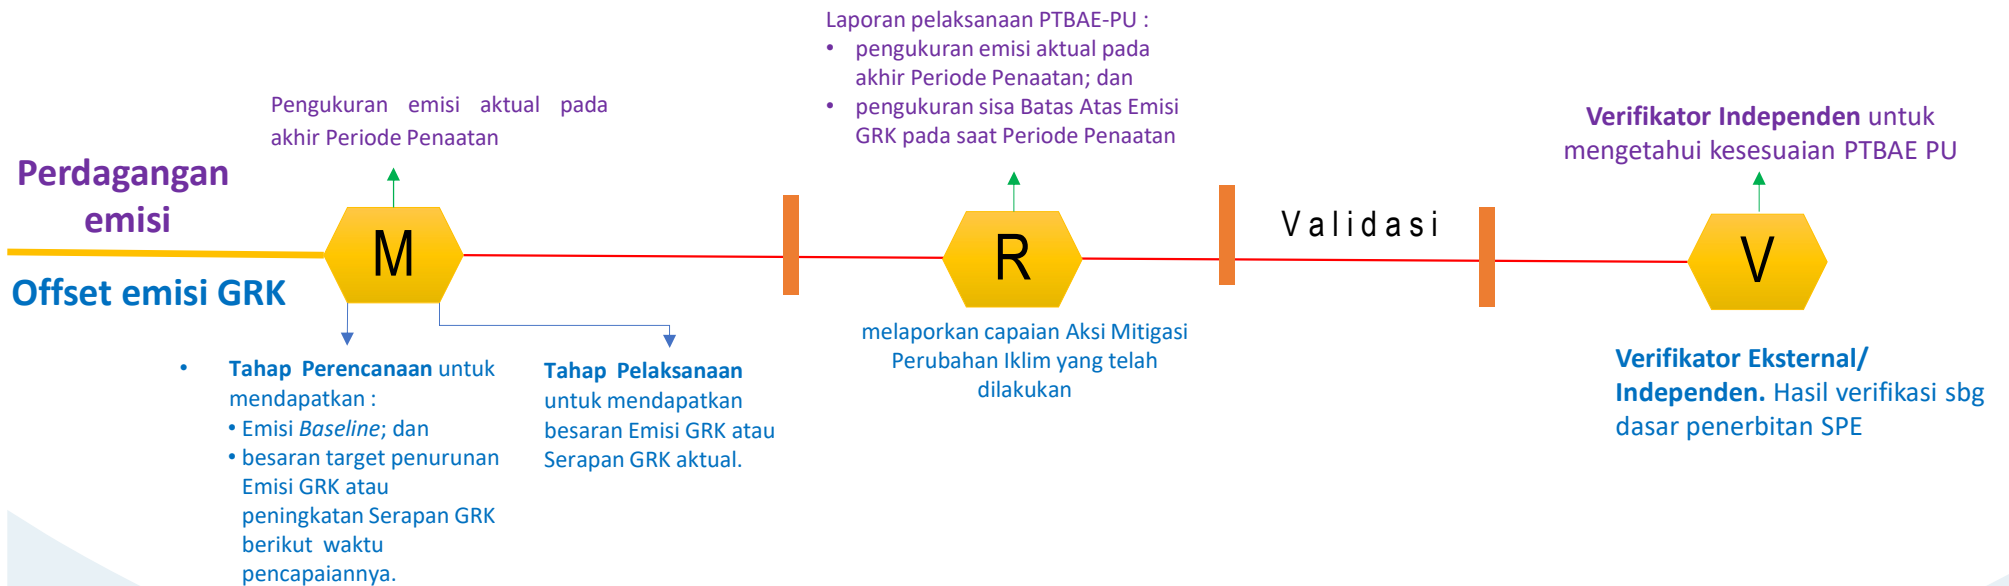 Laporan pelaksanaan PTBAE-PU :
• pengukuran emisi aktual pada
akhir Periode Penaatan; dan
• pengukuran sisa Batas Atas Emisi
GRK pada saat Periode Penaatan
Pengukuran emisi aktual pada
akhir Periode Penaatan
Verifikator Independen untuk
mengetahui kesesuaian PTBAE PU
Perdagangan
emisi
Offset emisi GRK
M
R
Validasi
V
• Tahap Perencanaan untuk
mendapatkan :
• Emisi Baseline; dan
• besaran target penurunan
Emisi GRK atau
peningkatan Serapan GRK
berikut waktu
pencapaiannya.
Tahap Pelaksanaan
untuk mendapatkan
besaran Emisi GRK atau
Serapan GRK aktual.
melaporkan capaian Aksi Mitigasi
Perubahan Iklim yang telah
dilakukan
Verifikator Eksternal/
Independen. Hasil verifikasi sbg
dasar penerbitan SPE